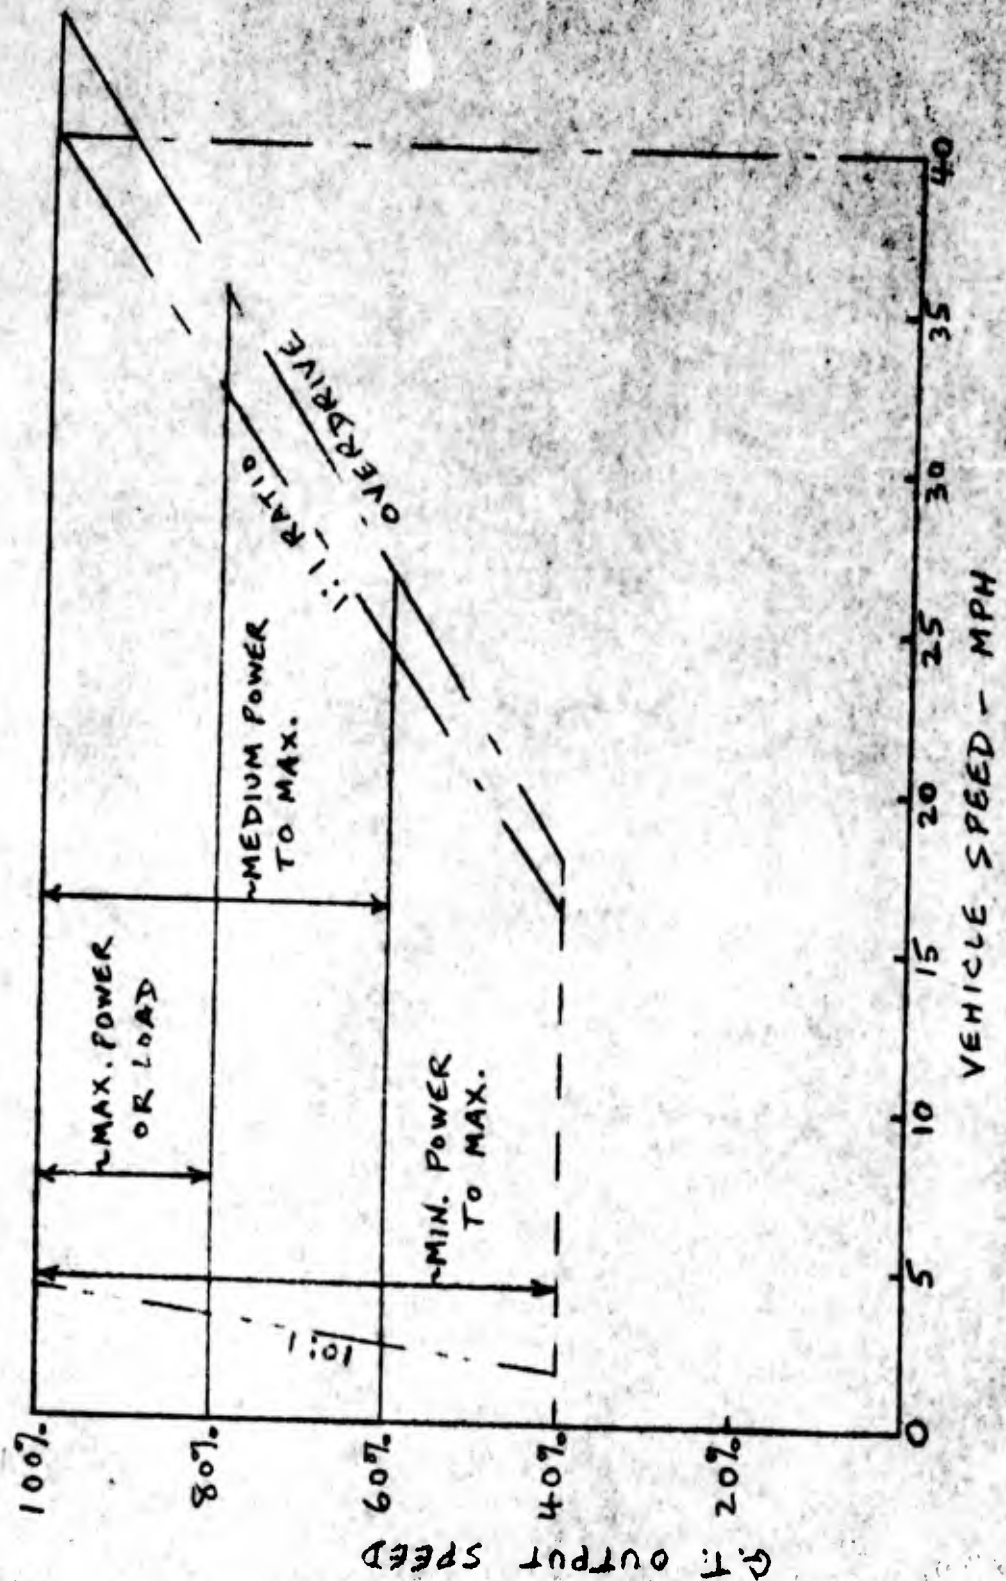 100%
80%
60%
40%
20%
G.T. OUTPUT SPEED
0
5
10
15
20
25
30
35
40
VEHICLE SPEED - MPH
10:1
~MAX. POWER
OR LOAD
~MIN. POWER
TO MAX.
~MEDIUM POWER
TO MAX.
1:1 RATIO
OVERDRIVE